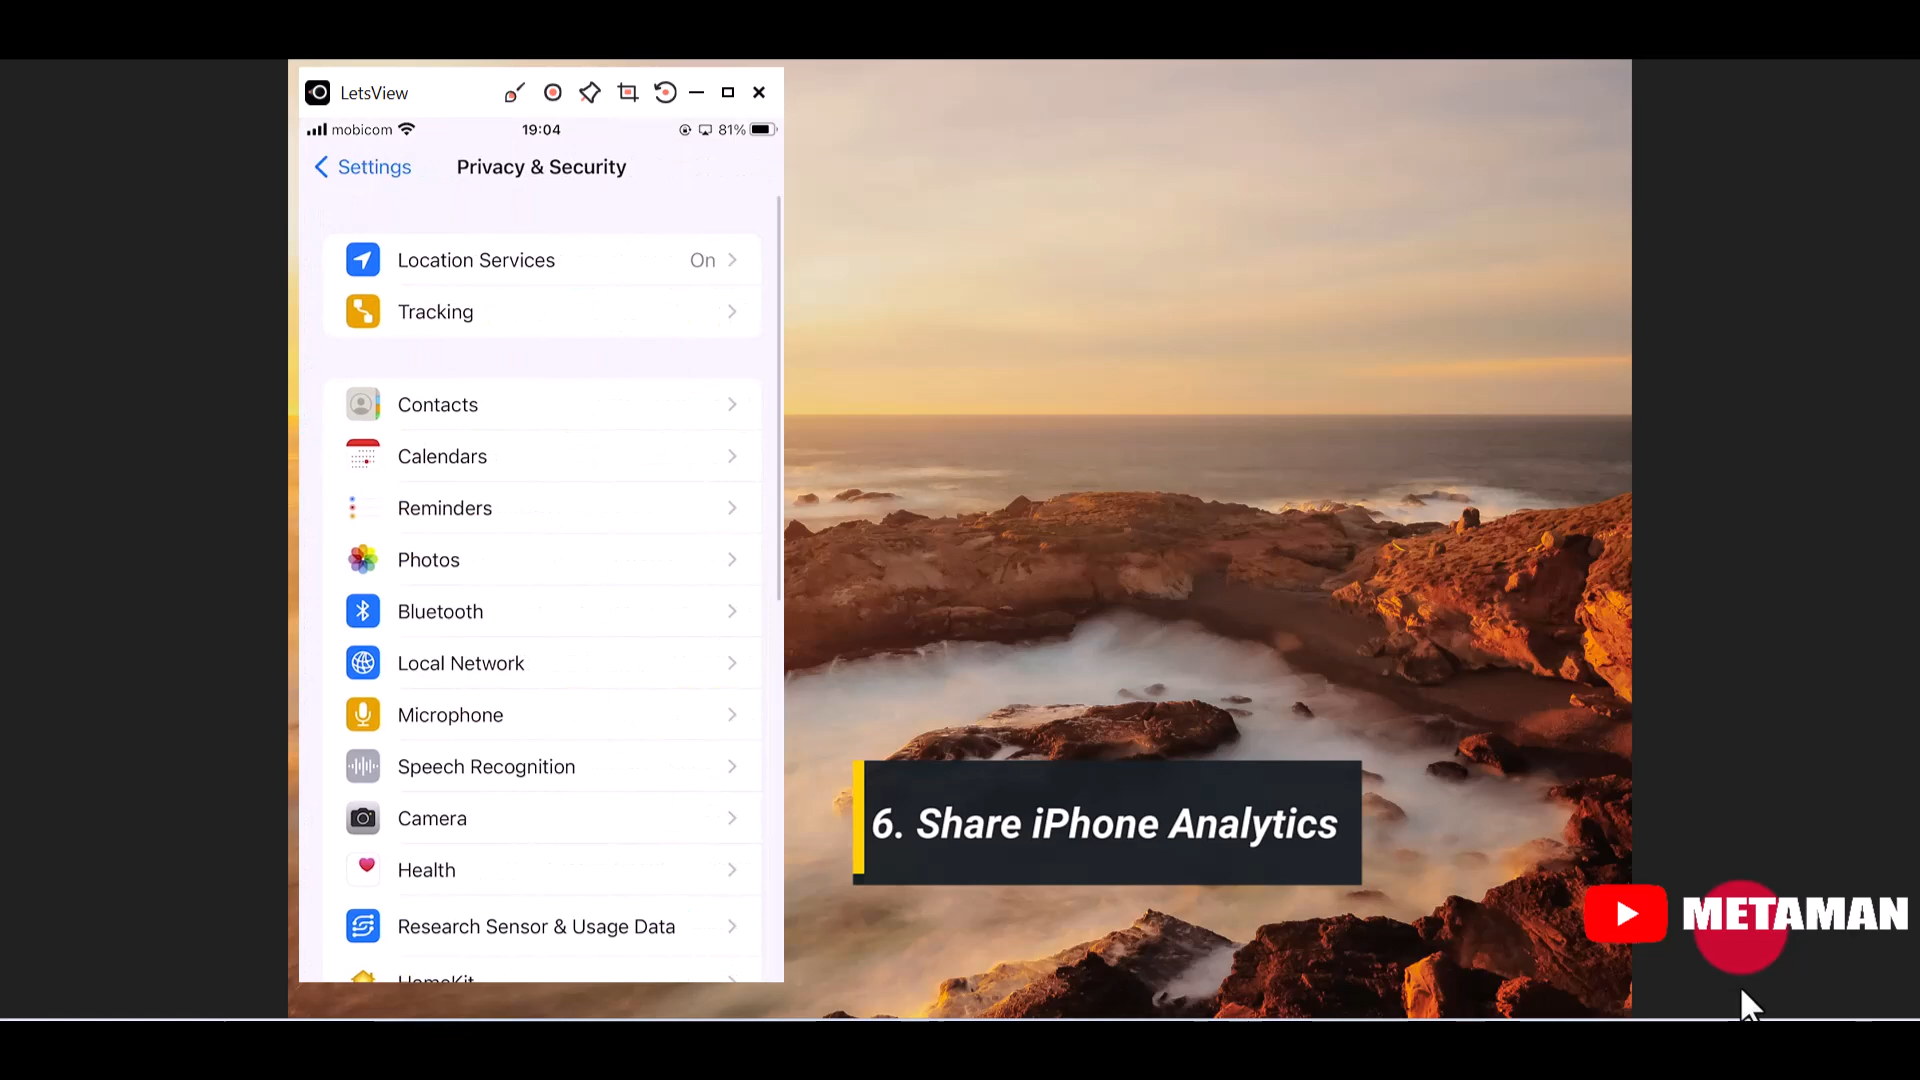 LetsView
mobicom
19:04
81%
Settings
Privacy & Security
Location Services
On
Tracking
Contacts
Calendars
Reminders
Photos
Bluetooth
Local Network
Microphone
Speech Recognition
Camera
Health
Research Sensor & Usage Data
HomeKit
6. Share iPhone Analytics
METAMAN